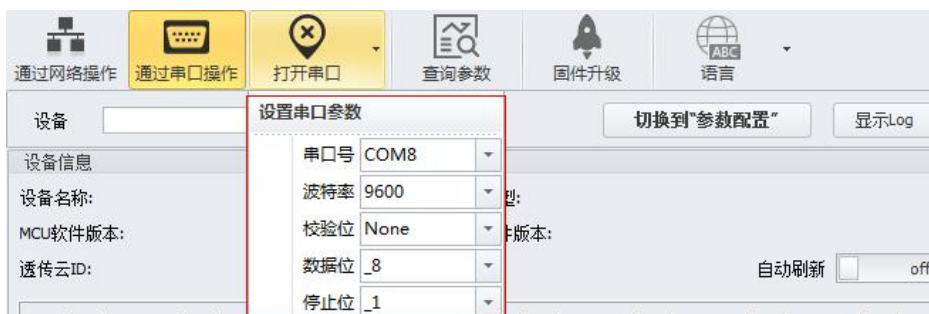 通过网络操作 通过串口操作 打开串口 查询参数 固件升级 ABC 语言
设备 设置串口参数 切换到"参数配置" 显示Log
设备信息 串口号 COM8
设备名称: 波特率 9600 型:
MCU软件版本: 校验位 None 件版本:
透传云ID: 数据位 _8 自动刷新 off
停止位 _1